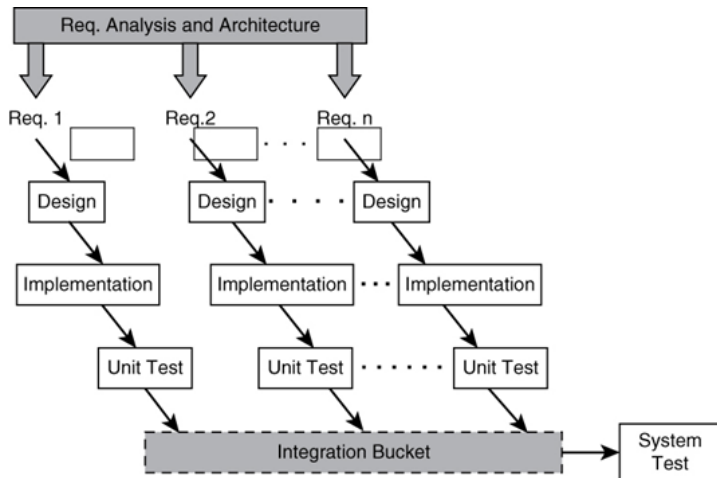 Req. Analysis and Architecture
Req. 1
Req.2
Req. n
Design
Design
Design
Implementation
Implementation
Implementation
Unit Test
Unit Test
Unit Test
Integration Bucket
System
Test